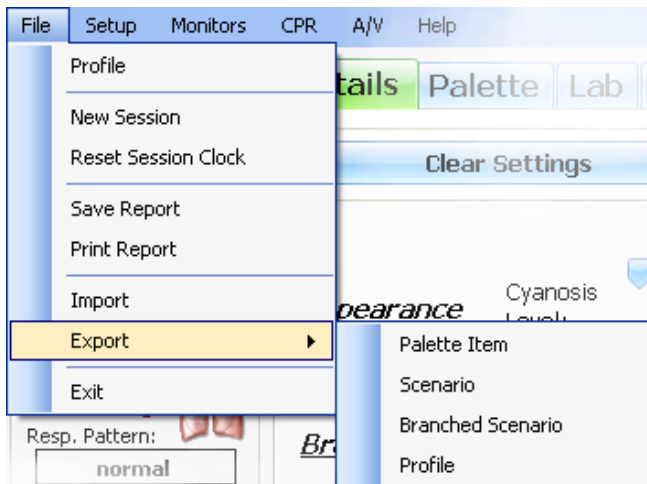 File Setup Monitors CPR A/V Help
Profile
tails Palette Lab
New Session
Reset Session Clock
Clear Settings
Save Report
Print Report
Import
pearance Cyanosis
Export
Palette Item
Scenario
Exit
Branched Scenario
Resp. Pattern:
Profile
normal